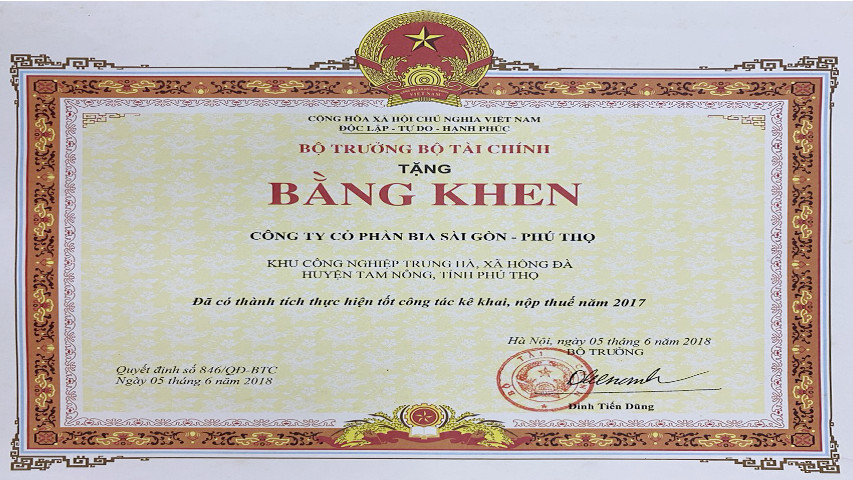 CỘNG HÒA XÃ HỘI CHỦ NGHĨA VIỆT NAM
ĐỘC LẬP - TỰ DO - HẠNH PHÚC
BỘ TRƯỞNG BỘ TÀI CHÍNH
TẶNG
BẰNG KHEN
CÔNG TY CỔ PHẦN BIA SÀI GÒN - PHÚ THỌ
KHU CÔNG NGHIỆP TRUNG HÀ, XÃ HỒNG ĐÀ
HUYỆN TAM NÔNG, TỈNH PHÚ THỌ
Đã có thành tích thực hiện tốt công tác kê khai, nộp thuế năm 2017
Hà Nội, ngày 05 tháng 6 năm 2018
BỘ TRƯỞNG
Quyết định số 846/QĐ-BTC
Ngày 05 tháng 6 năm 2018
Đinh Tiến Dũng